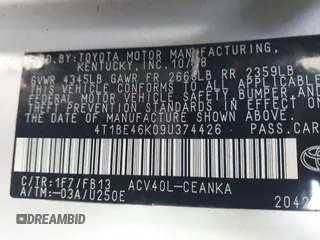 MFD. BY: TOYOTA MOTOR MANUFACTURING,
KENTUCKY, INC. 10/08
GVWR 4345LB GAWR FR 2668LB RR 2359LB
THIS VEHICLE CONFORMS TO ALL APPLICABLE
FEDERAL MOTOR VEHICLE SAFETY, BUMPER, AND
THEFT PREVENTION STANDARDS IN EFFECT ON
THE DATE OF MANUFACTURE SHOWN ABOVE.
4T1BE46K09U374426 PASS.CAR
C/TR: 1F7/FB13 ACV40L-CEANKA
A/TM: -03A/U250E
2042
DREAMBID